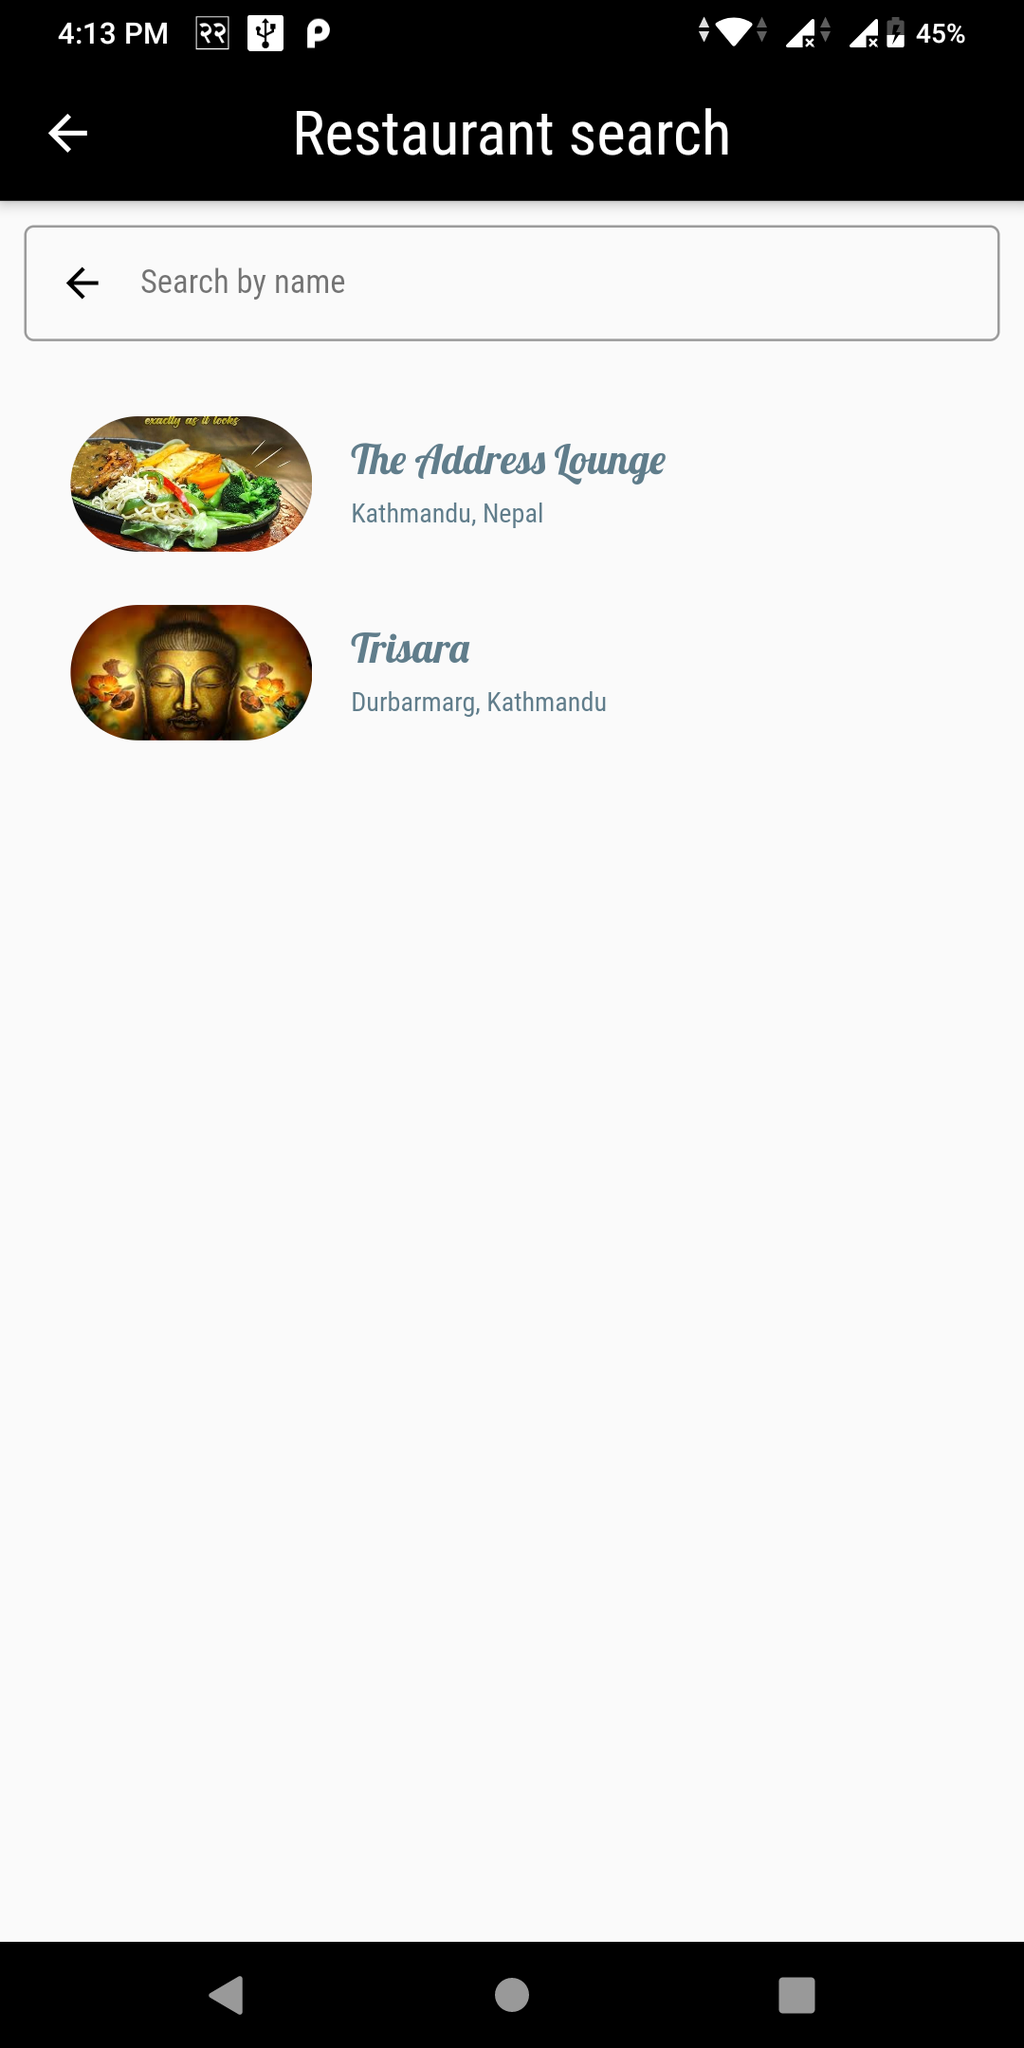 4:13 PM २२ 45%
Restaurant search
Search by name
exactly as it looks
The Address Lounge
Kathmandu, Nepal
Trisara
Durbarmarg, Kathmandu